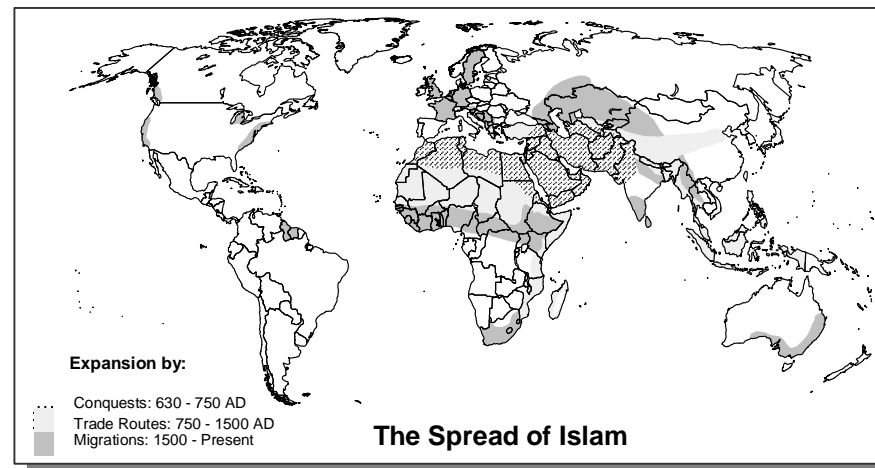 Expansion by:
Conquests: 630 - 750 AD
Trade Routes: 750 - 1500 AD
Migrations: 1500 - Present
The Spread of Islam